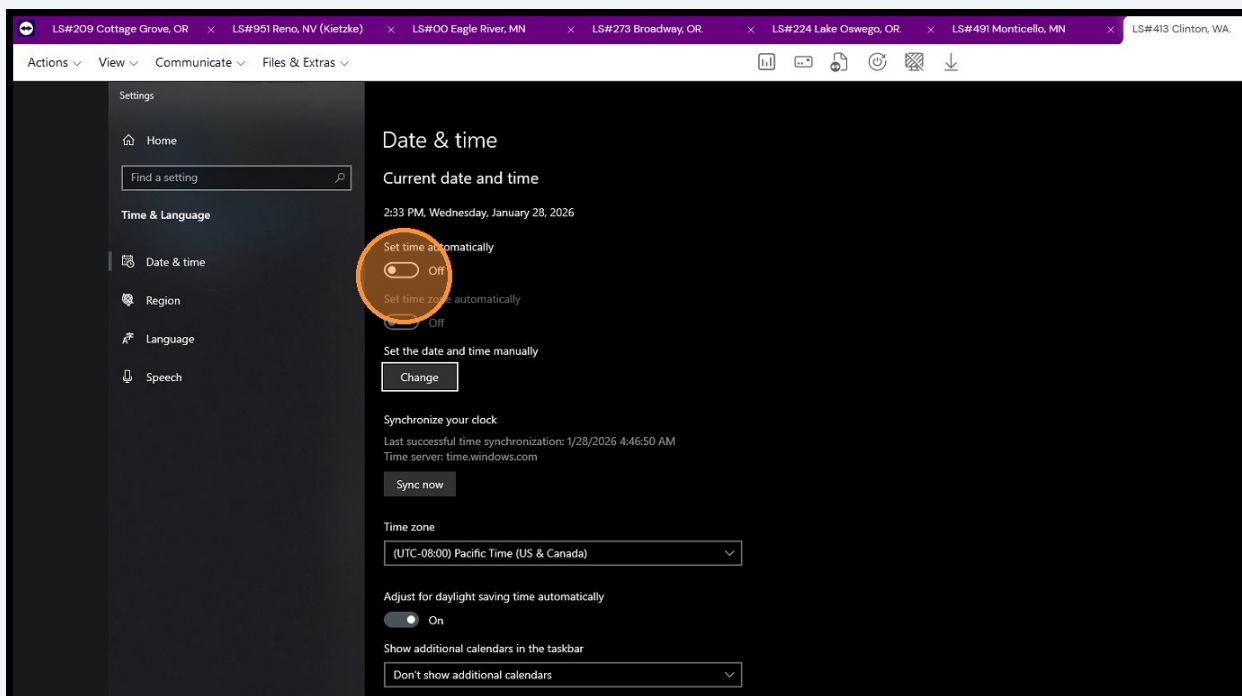 LS#209 Cottage Grove, OR LS#951 Reno, NV (Kietzke) LS#00 Eagle River, MN LS#273 Broadway, OR. LS#224 Lake Oswego, OR. LS#491 Monticello, MN LS#413 Clinton, WA.
Actions View Communicate Files & Extras
Settings
Home
Find a setting
Time & Language
Date & time
Region
Language
Speech
Date & time
Current date and time
2:33 PM, Wednesday, January 28, 2026
Set time automatically
Off
Set time zone automatically
Off
Set the date and time manually
Change
Synchronize your clock
Last successful time synchronization: 1/28/2026 4:46:50 AM
Time server: time.windows.com
Sync now
Time zone
(UTC-08:00) Pacific Time (US & Canada)
Adjust for daylight saving time automatically
On
Show additional calendars in the taskbar
Don't show additional calendars